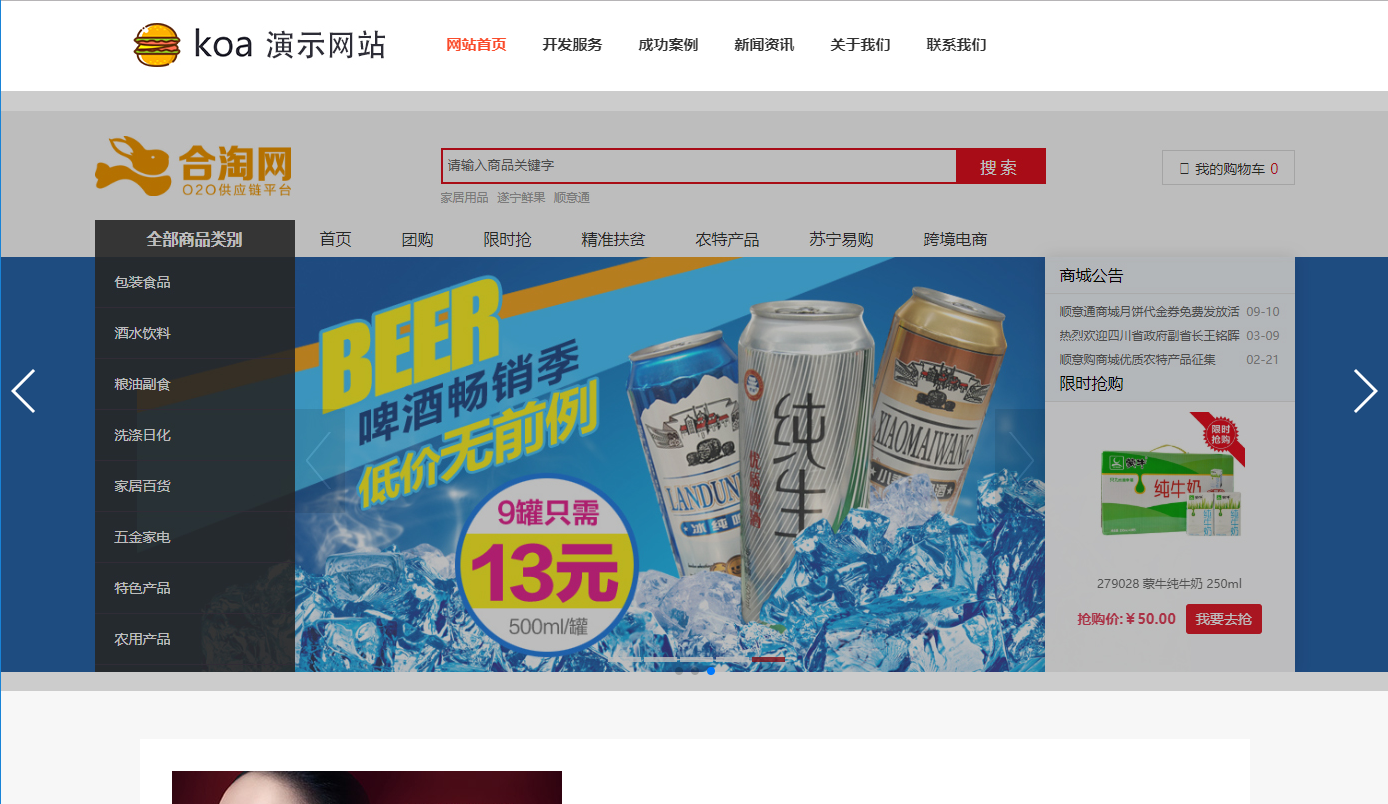 koa 演示网站
网站首页 开发服务 成功案例 新闻资讯 关于我们 联系我们
合淘网
O2O供应链平台
请输入商品关键字 搜 索
我的购物车 0
家居用品 遂宁鲜果 顺意通
全部商品类别 首页 团购 限时抢 精准扶贫 农特产品 苏宁易购 跨境电商
包装食品
酒水饮料
粮油副食
洗涤日化
家居百货
五金家电
特色产品
农用产品
BEER
啤酒畅销季
低价无前例
9罐只需
13元
500ml/罐
LANDUN
纯生
XIAOMAIWANG
商城公告
顺意通商城月饼代金券免费发放活 09-10
热烈欢迎四川省政府副省长王铭晖 03-09
顺意购商城优质农特产品征集 02-21
限时抢购
限时
抢购
蒙牛
纯牛奶
279028 蒙牛纯牛奶 250ml
抢购价:¥50.00 我要去抢